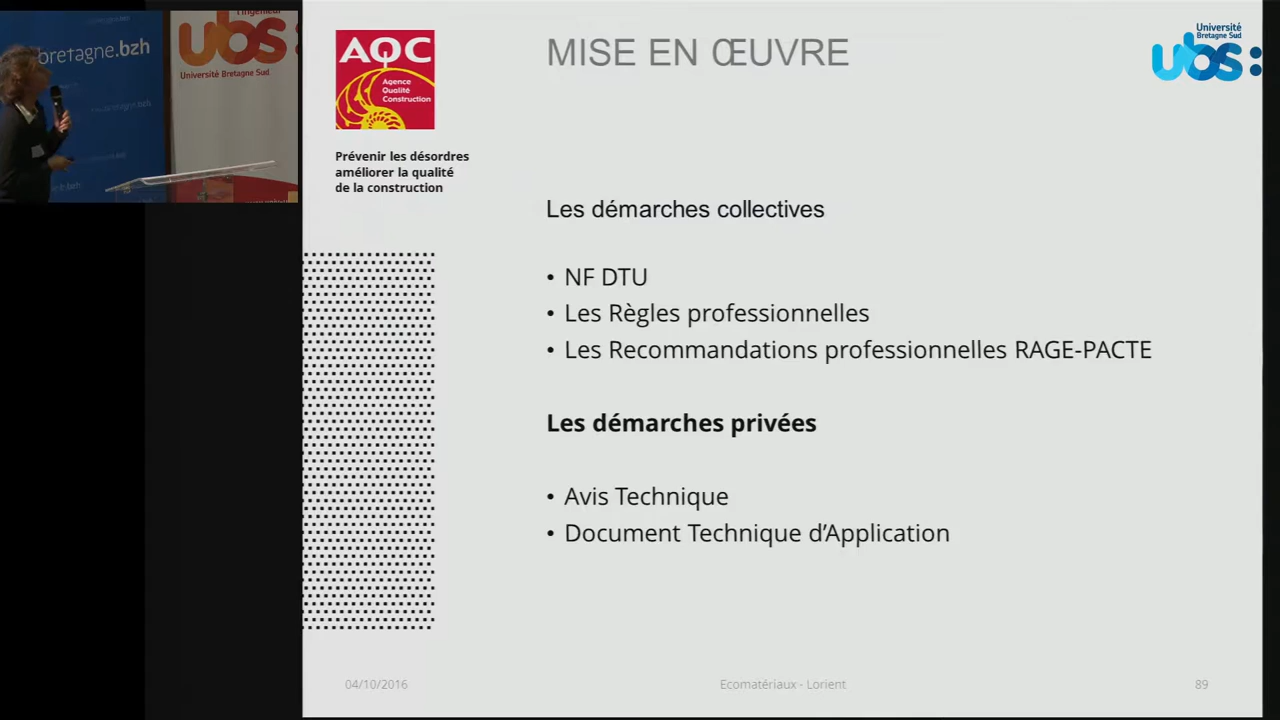 bretagne.bzh
l'ingénieur
ubs:
Université Bretagne Sud
AQC
Agence
Qualité
Construction
Prévenir les désordres
améliorer la qualité
de la construction
MISE EN ŒUVRE
Université
Bretagne Sud
ubs:
Les démarches collectives
• NF DTU
• Les Règles professionnelles
• Les Recommandations professionnelles RAGE-PACTE
Les démarches privées
• Avis Technique
• Document Technique d’Application
04/10/2016
Ecomatériaux - Lorient
89